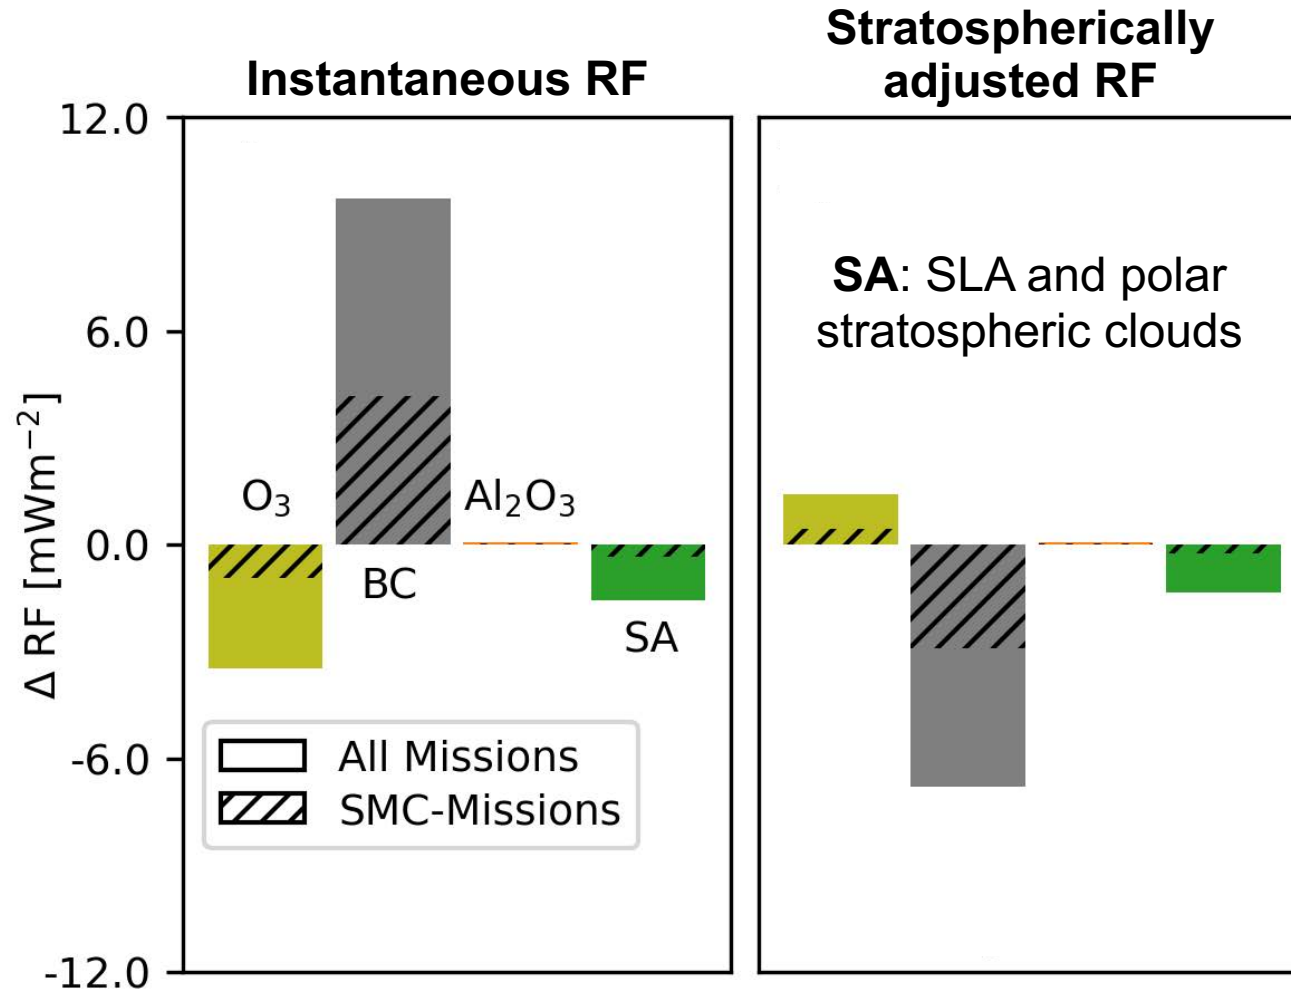 Instantaneous RF
Stratospherically
adjusted RF
12.0
6.0
0.0
-6.0
-12.0
Δ RF [mWm⁻²]
O₃
BC
Al₂O₃
SA
All Missions
SMC-Missions
SA: SLA and polar
stratospheric clouds